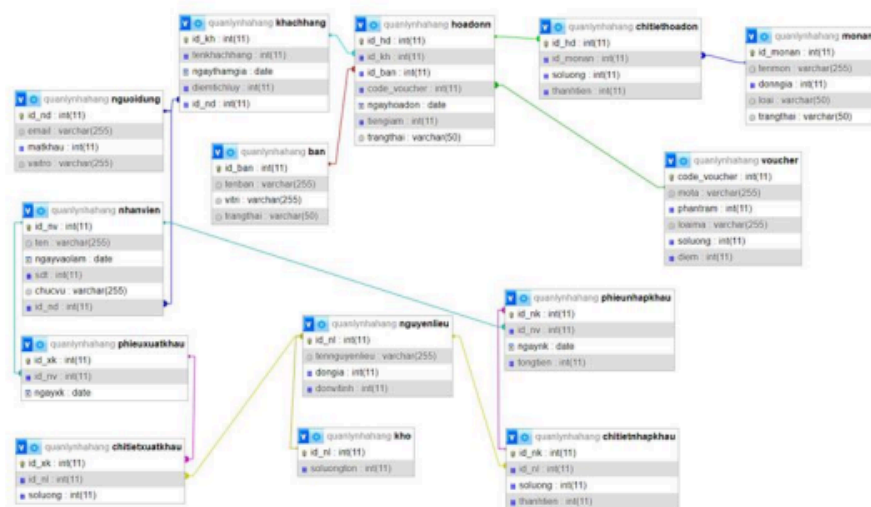 quanlynhahang khachhang
id_kh : int(11)
tenkhachhang : int(11)
ngaythamgia : date
diemtichluy : int(11)
id_nd : int(11)
quanlynhahang hoadonn
id_hd : int(11)
id_kh : int(11)
id_ban : int(11)
code_voucher : int(11)
ngayhoadon : date
tiengiam : int(11)
trangthai : varchar(50)
quanlynhahang chitiethoadon
id_hd : int(11)
id_monan : int(11)
soluong : int(11)
thanhtien : int(11)
quanlynhahang monan
id_monan : int(11)
tenmon : varchar(255)
dongia : int(11)
loai : varchar(50)
trangthai : varchar(50)
quanlynhahang nguoidung
id_nd : int(11)
email : varchar(255)
matkhau : int(11)
vaitro : varchar(255)
quanlynhahang ban
id_ban : int(11)
tenban : varchar(255)
vitri : varchar(255)
trangthai : varchar(50)
quanlynhahang voucher
code_voucher : int(11)
mota : varchar(255)
phantram : int(11)
loaima : varchar(255)
soluong : int(11)
diem : int(11)
quanlynhahang nhanvien
id_nv : int(11)
ten : varchar(255)
ngayvaolam : date
sdt : int(11)
chucvu : varchar(255)
id_nd : int(11)
quanlynhahang phieunhapkhau
id_nk : int(11)
id_nv : int(11)
ngaynk : date
tongtien : int(11)
quanlynhahang nguyenlieu
id_nl : int(11)
tennguyenlieu : varchar(255)
dongia : int(11)
donvitinh : int(11)
quanlynhahang phieuxuatkhau
id_xk : int(11)
id_nv : int(11)
ngayxk : date
quanlynhahang kho
id_nl : int(11)
soluongton : int(11)
quanlynhahang chitietxuatkhau
id_xk : int(11)
id_nl : int(11)
soluong : int(11)
quanlynhahang chitietnhapkhau
id_nk : int(11)
id_nl : int(11)
soluong : int(11)
thanhtien : int(11)